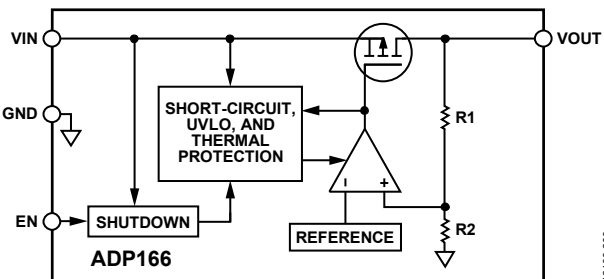 VIN
VOUT
GND
SHORT-CIRCUIT,
UVLO, AND
THERMAL
PROTECTION
R1
–
+
EN
SHUTDOWN
REFERENCE
R2
ADP166